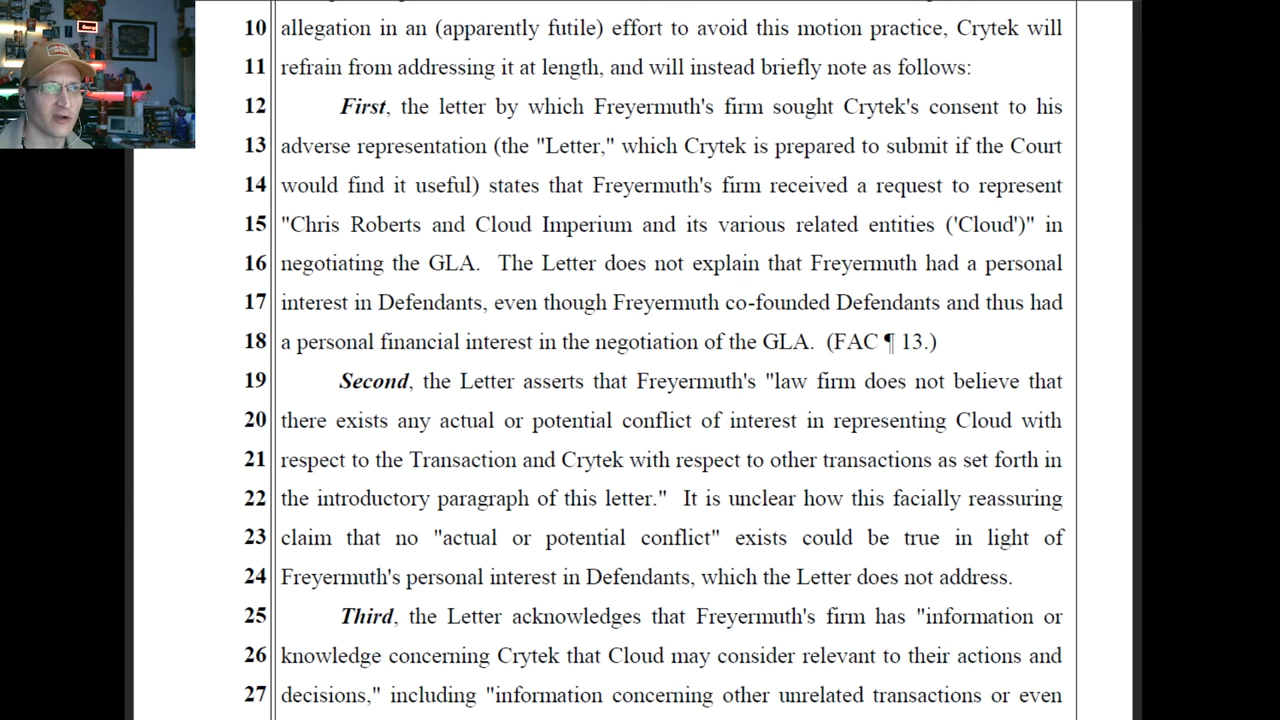 10 allegation in an (apparently futile) effort to avoid this motion practice, Crytek will
11 refrain from addressing it at length, and will instead briefly note as follows:
12 First, the letter by which Freyermuth's firm sought Crytek's consent to his
13 adverse representation (the "Letter," which Crytek is prepared to submit if the Court
14 would find it useful) states that Freyermuth's firm received a request to represent
15 "Chris Roberts and Cloud Imperium and its various related entities ('Cloud')" in
16 negotiating the GLA. The Letter does not explain that Freyermuth had a personal
17 interest in Defendants, even though Freyermuth co-founded Defendants and thus had
18 a personal financial interest in the negotiation of the GLA. (FAC ¶ 13.)
19 Second, the Letter asserts that Freyermuth's "law firm does not believe that
20 there exists any actual or potential conflict of interest in representing Cloud with
21 respect to the Transaction and Crytek with respect to other transactions as set forth in
22 the introductory paragraph of this letter." It is unclear how this facially reassuring
23 claim that no "actual or potential conflict" exists could be true in light of
24 Freyermuth's personal interest in Defendants, which the Letter does not address.
25 Third, the Letter acknowledges that Freyermuth's firm has "information or
26 knowledge concerning Crytek that Cloud may consider relevant to their actions and
27 decisions," including "information concerning other unrelated transactions or even